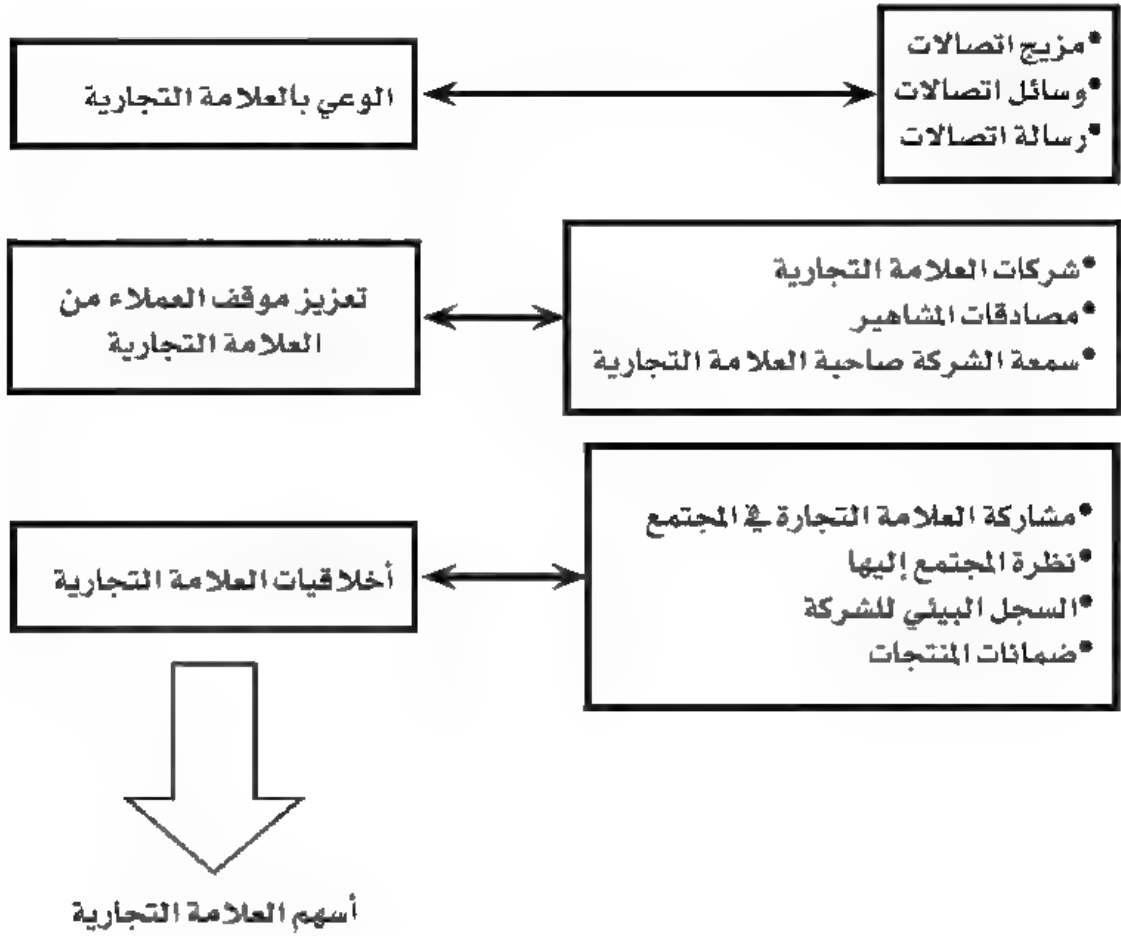 •مزيج اتصالات
•وسائل اتصالات
•رسالة اتصالات
الوعي بالعلامة التجارية
•شركات العلامة التجارية
•مصادقات المشاهير
•سمعة الشركة صاحبة العلامة التجارية
تعزيز موقف العملاء من
العلامة التجارية
•مشاركة العلامة التجارة في المجتمع
•نظرة المجتمع إليها
•السجل البيئي للشركة
•ضمانات المنتجات
أخلاقيات العلامة التجارية
أسهم العلامة التجارية